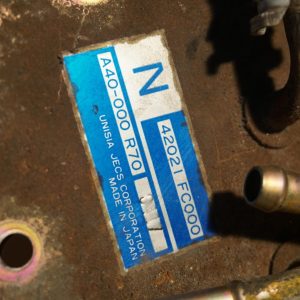 N
42021 FC000
A40-000 R70
UNISIA JECS CORPORATION
MADE IN JAPAN